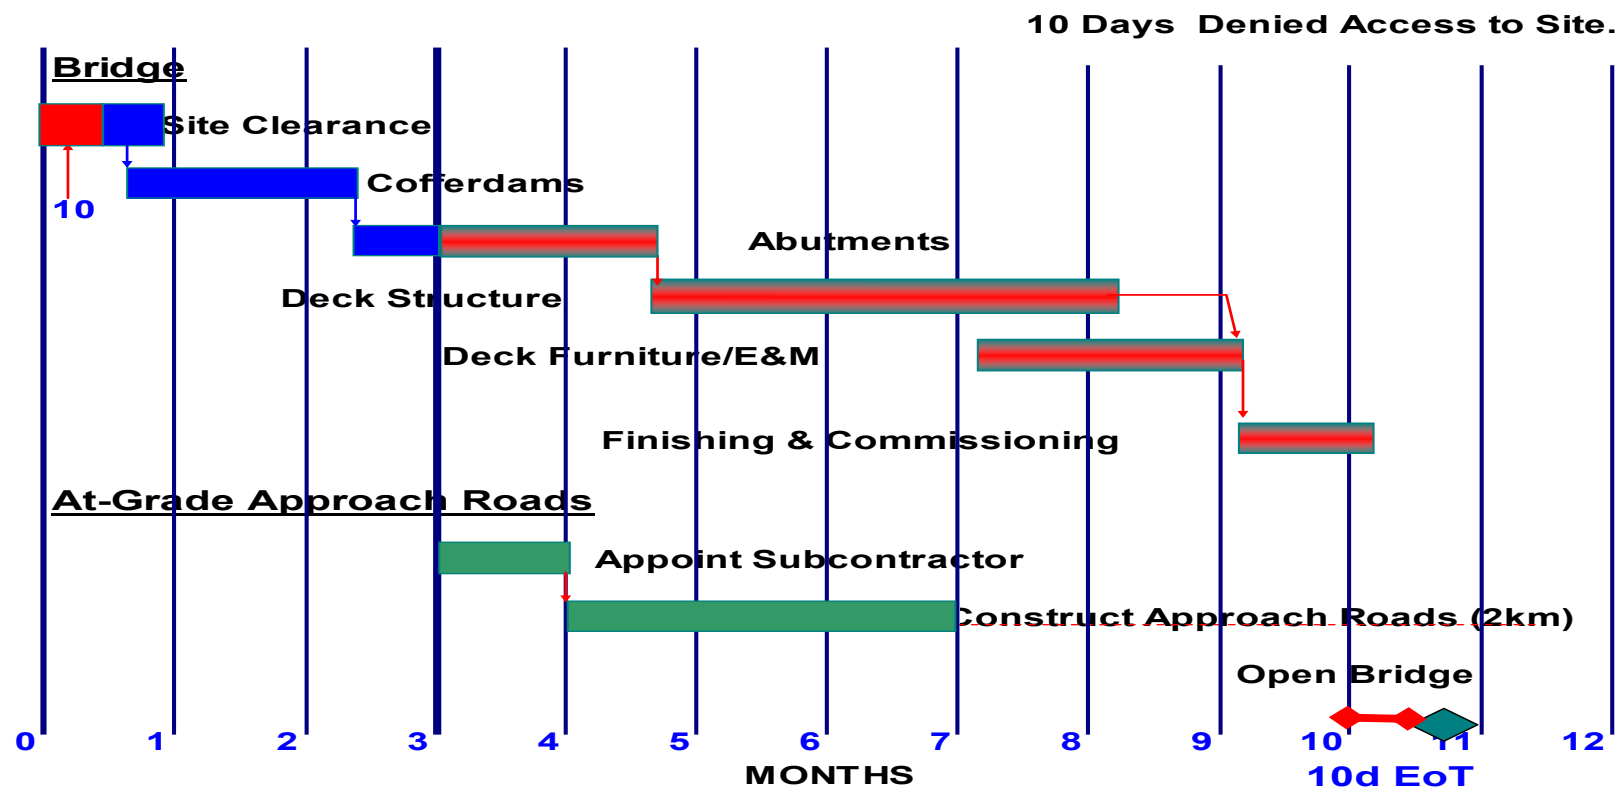 10 Days Denied Access to Site.
Bridge
Site Clearance
Cofferdams
10
Abutments
Deck Structure
Deck Furniture/E&M
Finishing & Commissioning
At-Grade Approach Roads
Appoint Subcontractor
Construct Approach Roads (2km)
Open Bridge
0 1 2 3 4 5 6 7 8 9 10 11 12
MONTHS
10d EoT